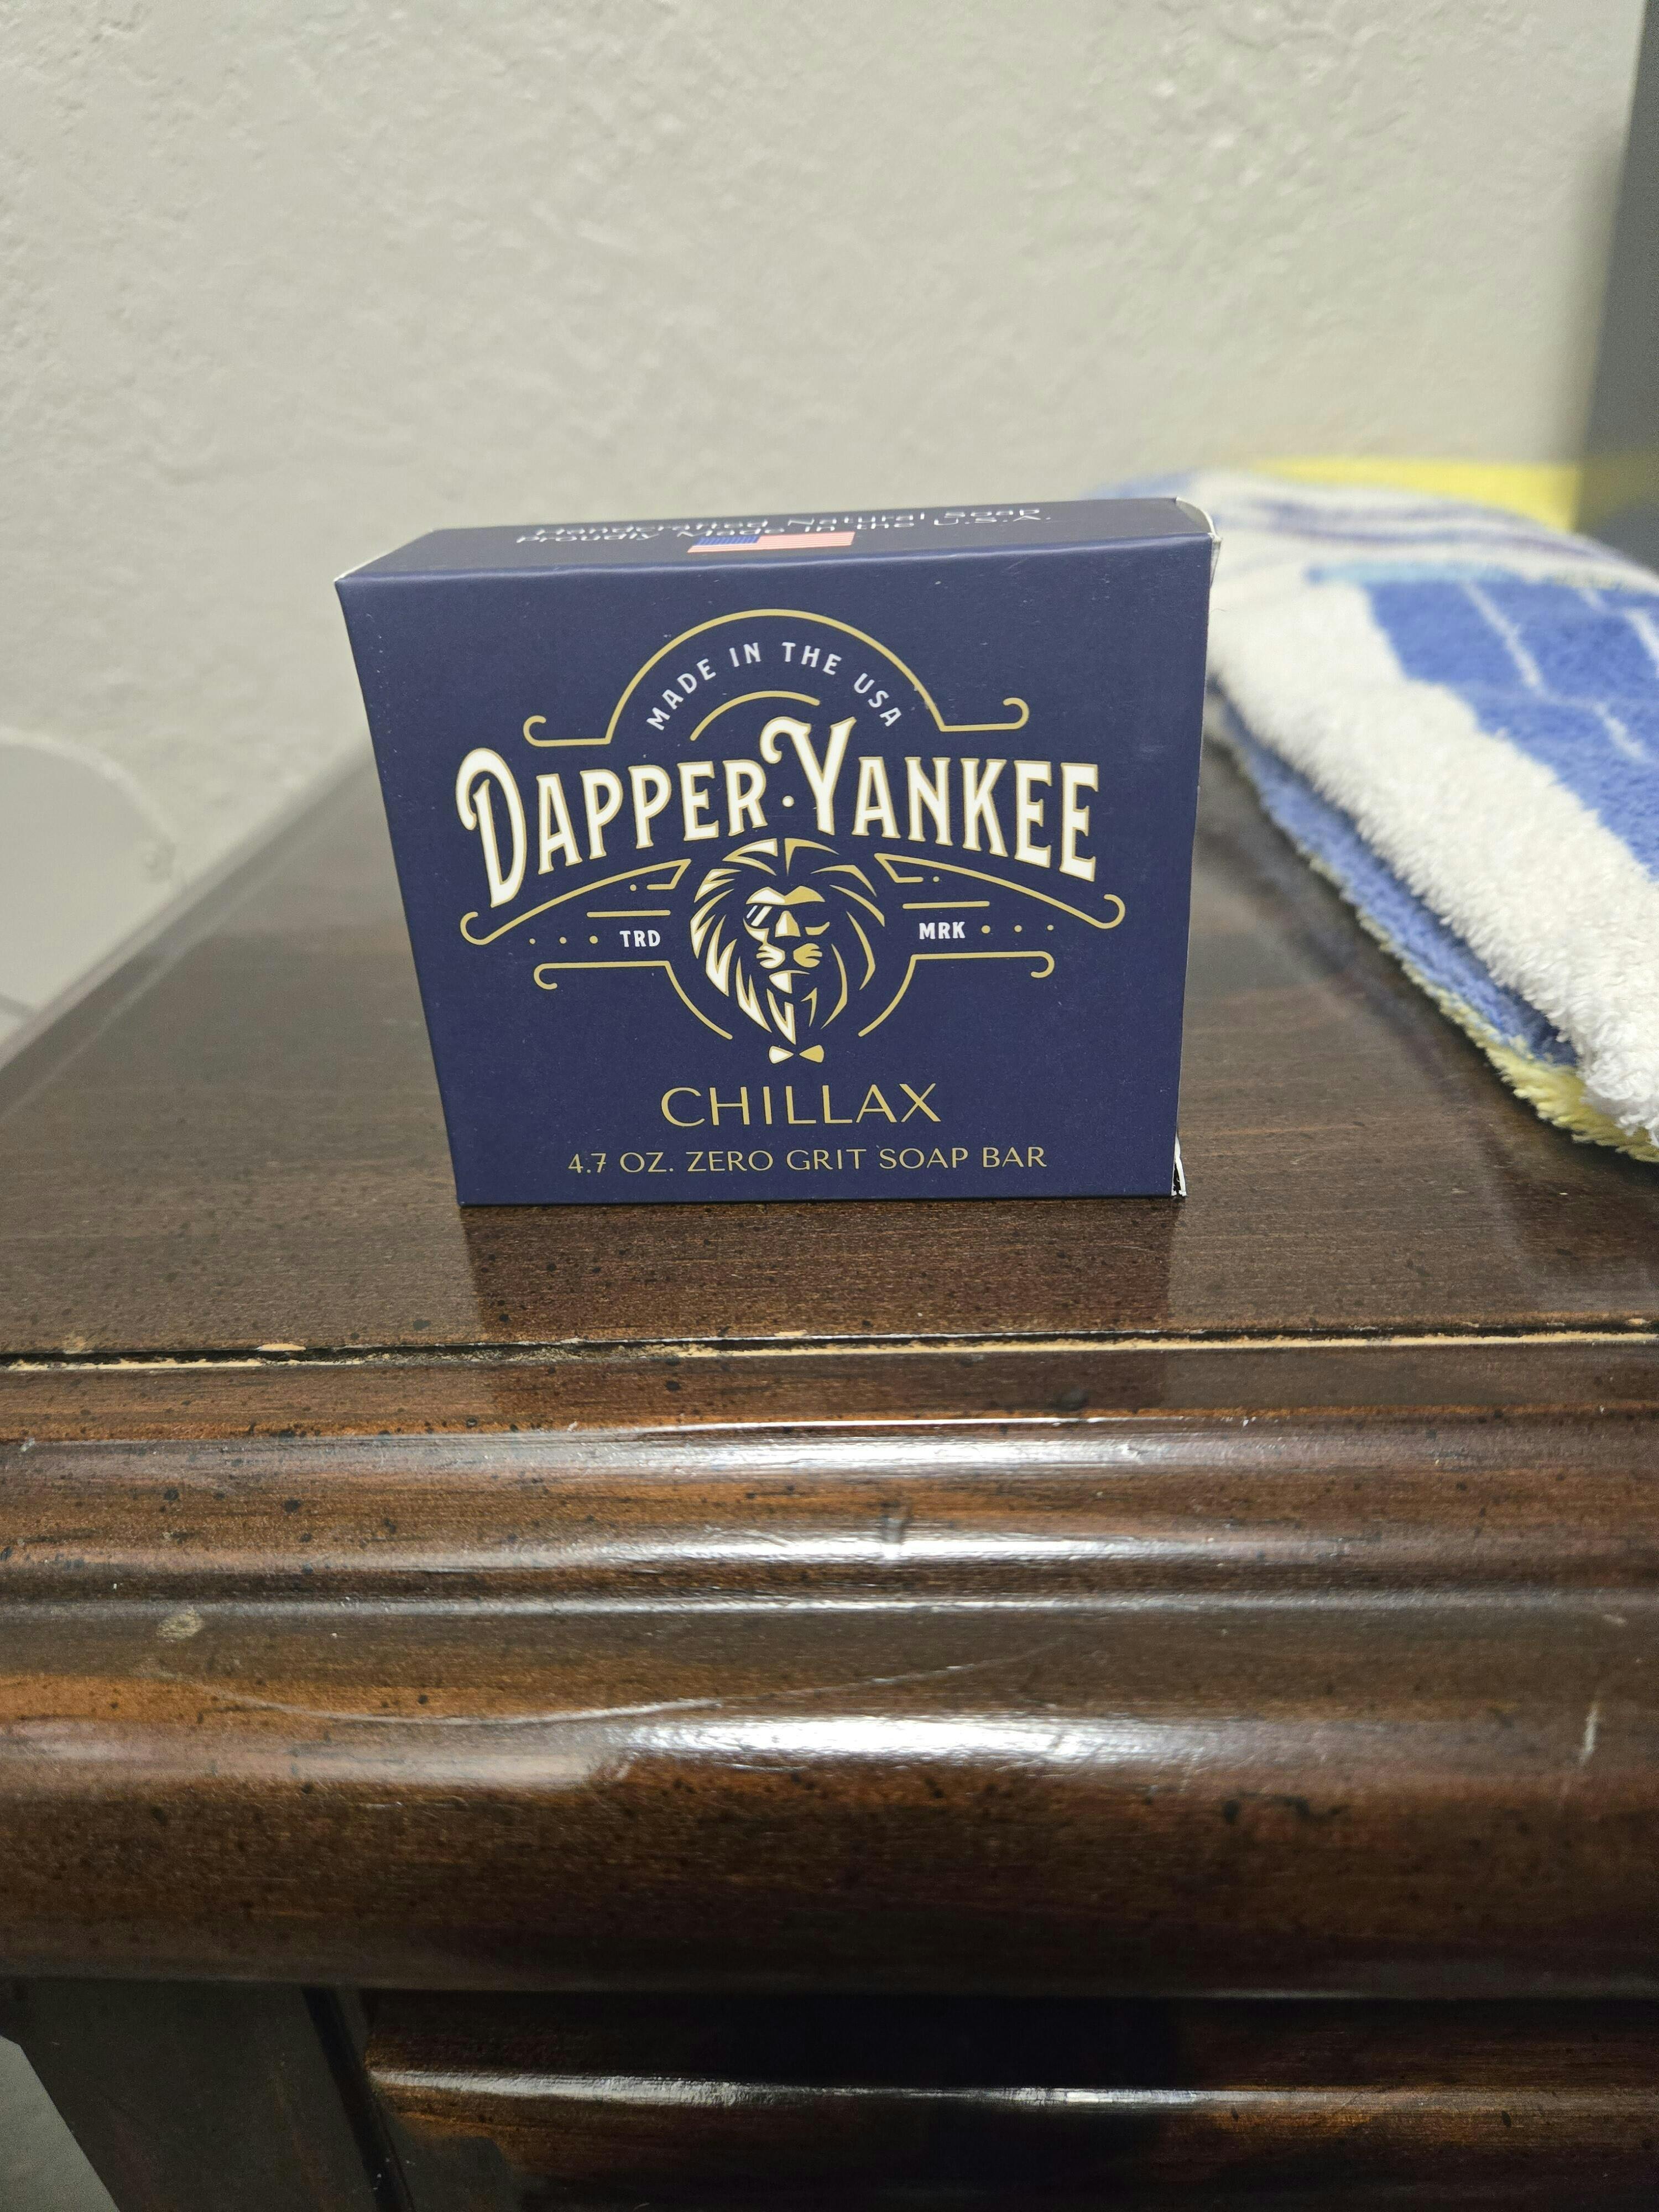 Handcrafted Natural Soap
Proudly Made in the U.S.A.
MADE IN THE USA
DAPPER · YANKEE
TRD MRK
CHILLAX
4.7 OZ. ZERO GRIT SOAP BAR